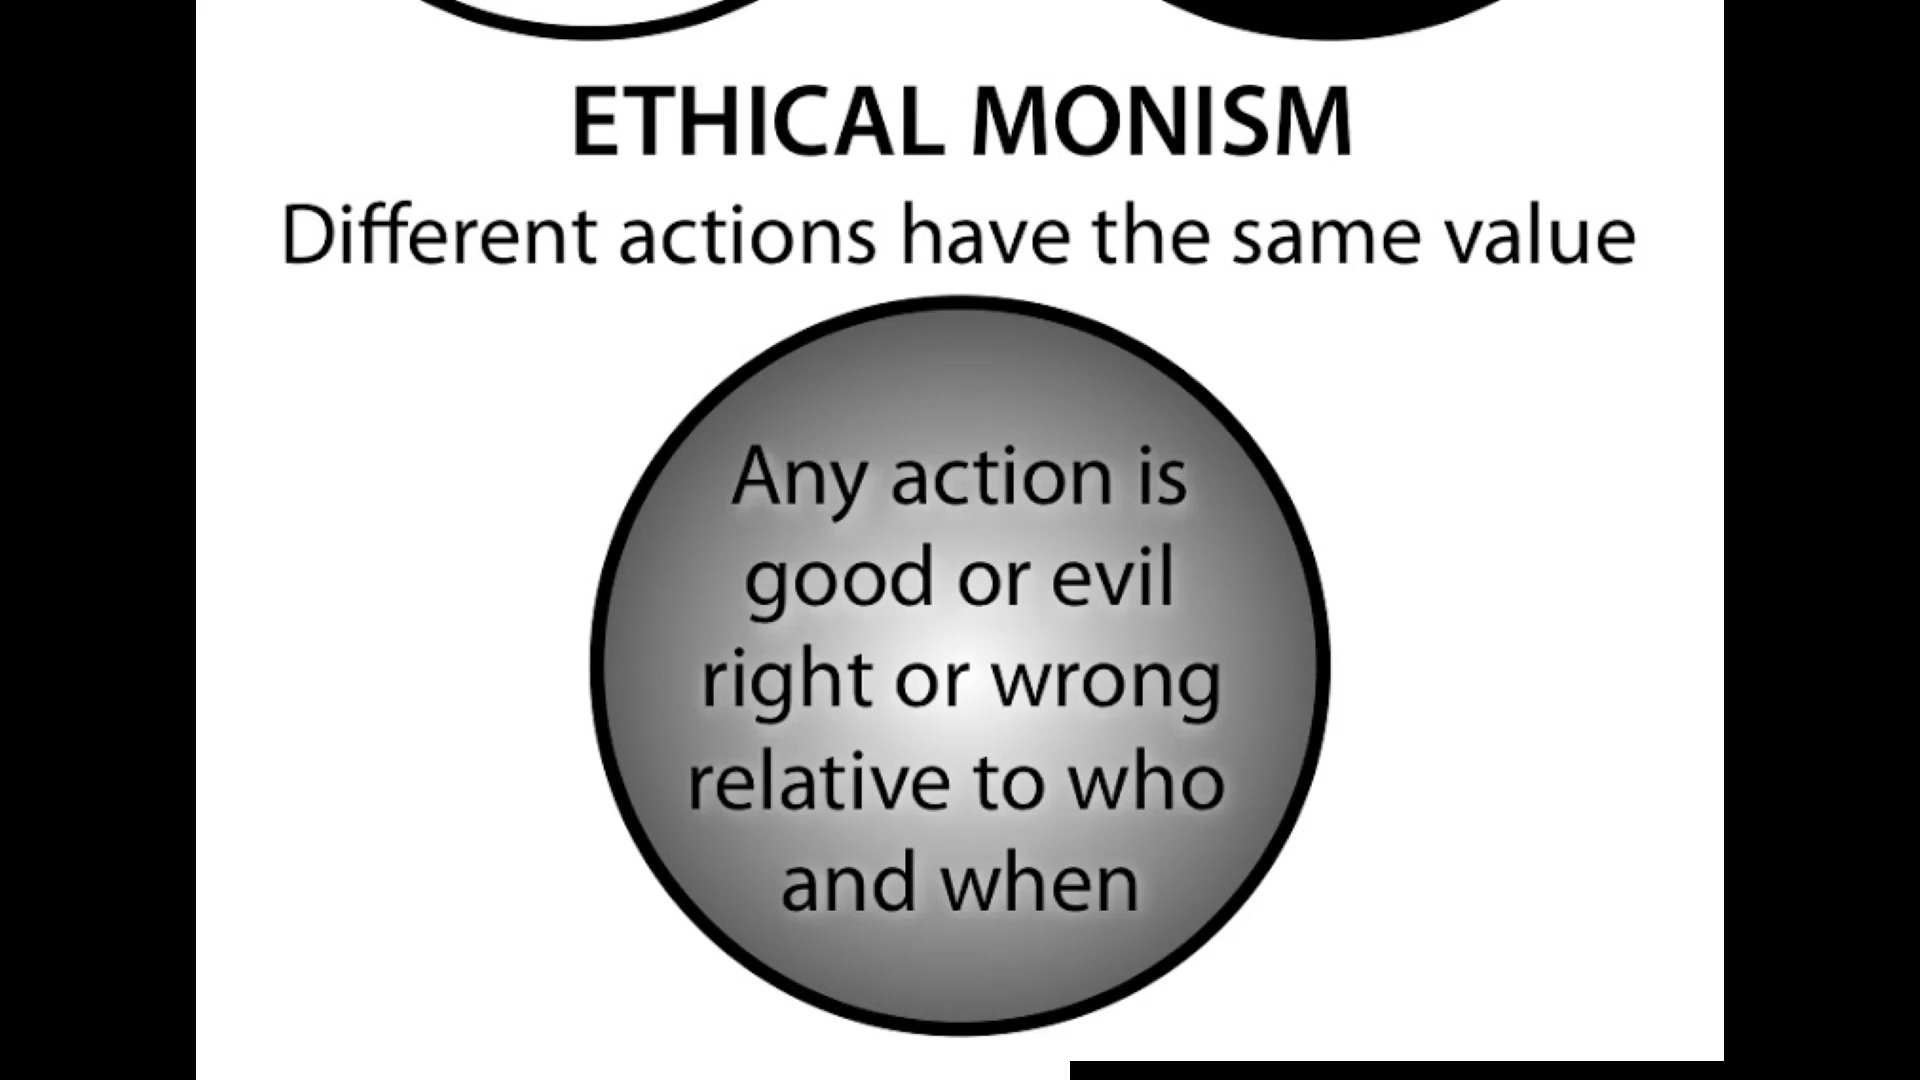 ETHICAL MONISM
Different actions have the same value
Any action is
good or evil
right or wrong
relative to who
and when